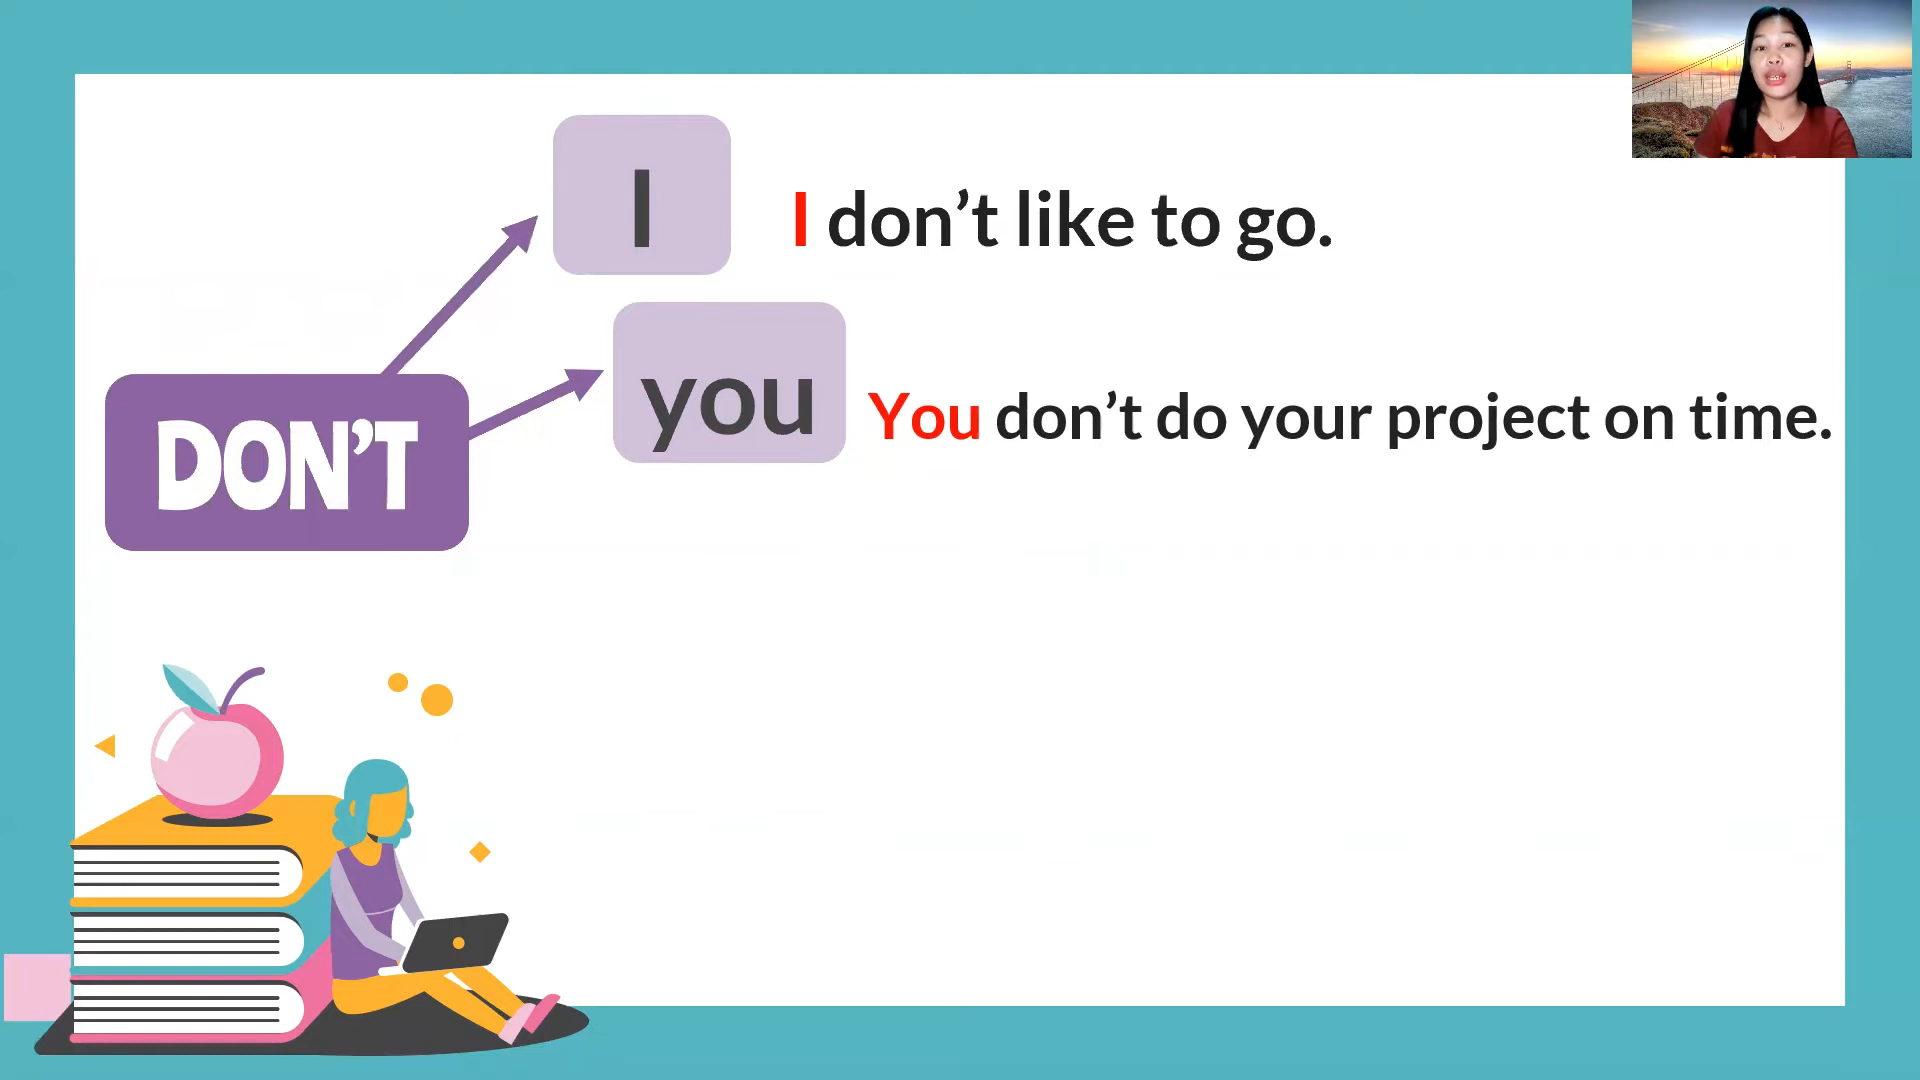 I
I don’t like to go.
you
You don’t do your project on time.
DON’T